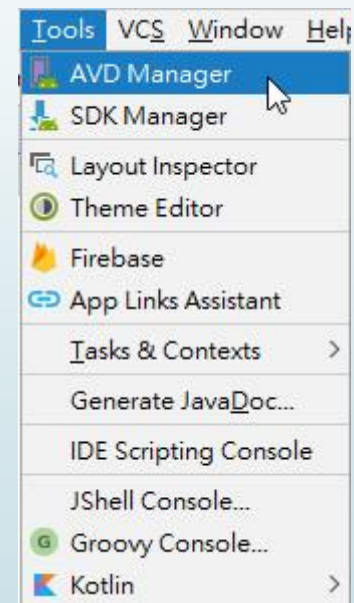 Tools VCS Window Help
AVD Manager
SDK Manager
Layout Inspector
Theme Editor
Firebase
App Links Assistant
Tasks & Contexts
Generate JavaDoc...
IDE Scripting Console
JShell Console...
G Groovy Console...
Kotlin